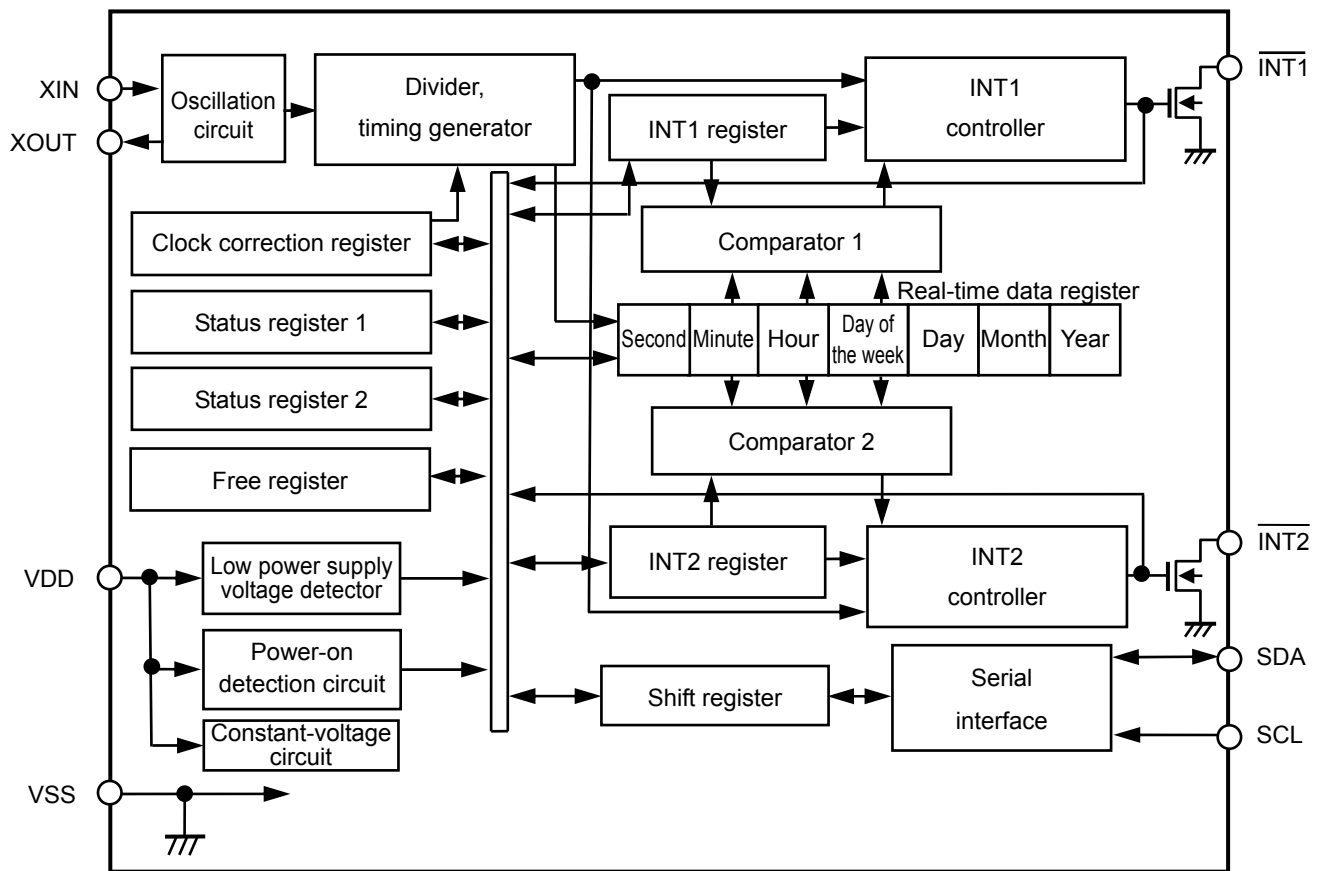 XIN
XOUT
Oscillation
circuit
Divider,
timing generator
INT1 register
INT1
controller
INT1
Clock correction register
Comparator 1
Status register 1
Real-time data register
Second
Minute
Hour
Day of
the week
Day
Month
Year
Status register 2
Comparator 2
Free register
VDD
Low power supply
voltage detector
INT2 register
INT2
controller
INT2
Power-on
detection circuit
Shift register
Serial
interface
SDA
SCL
Constant-voltage
circuit
VSS